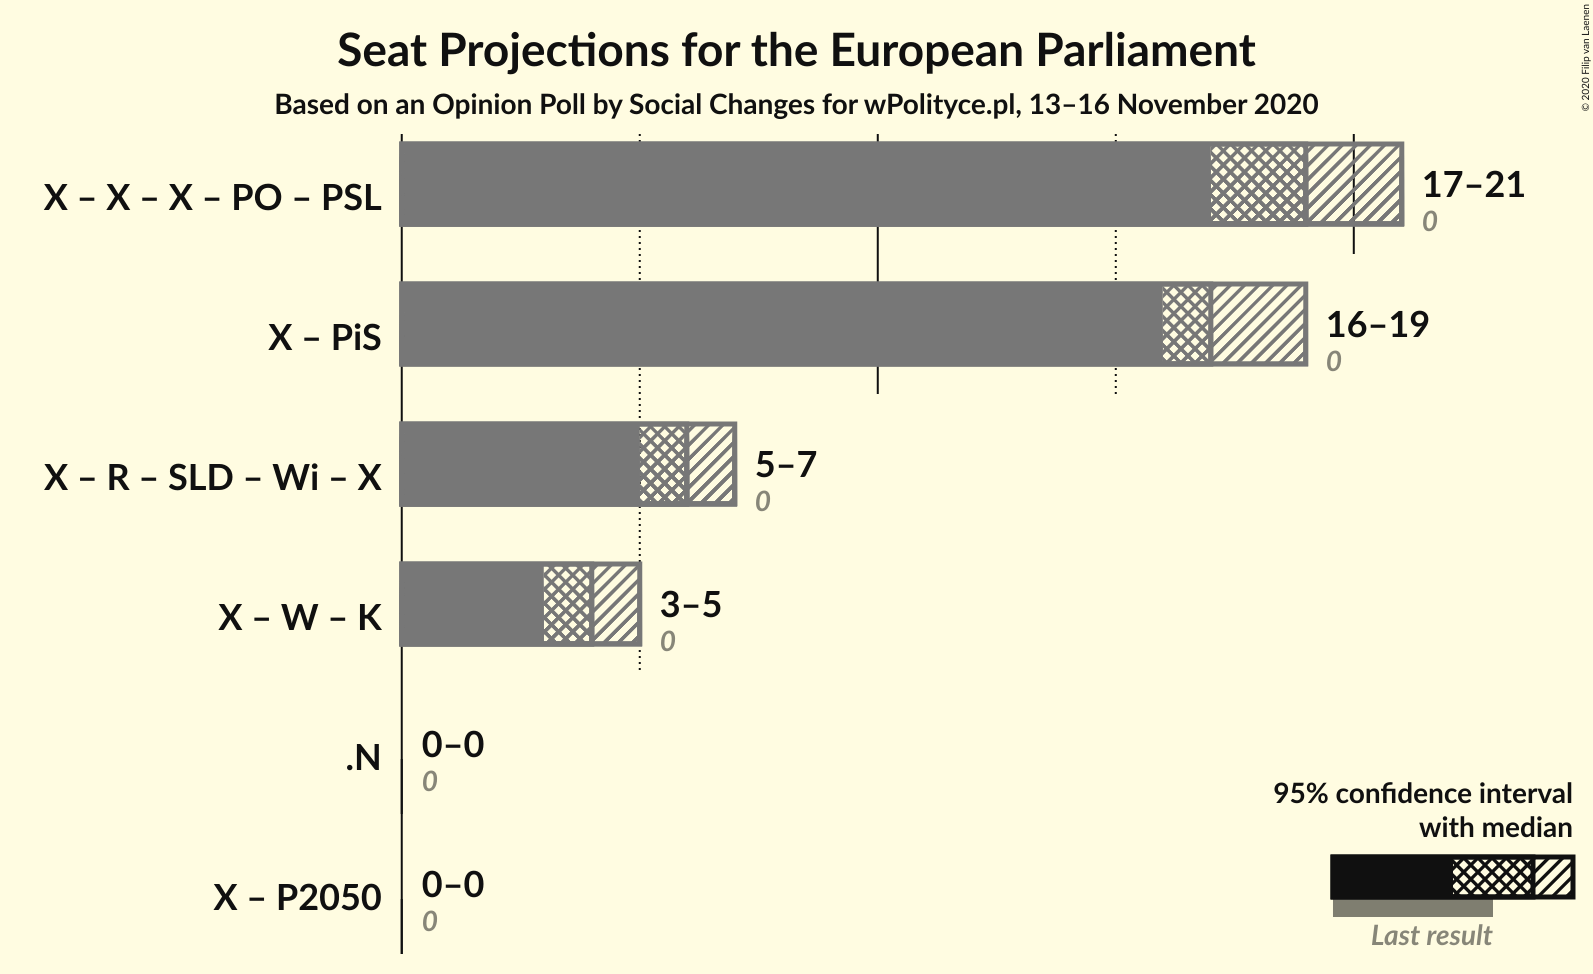 Seat Projections for the European Parliament
Based on an Opinion Poll by Social Changes for wPolityce.pl, 13–16 November 2020
© 2020 Filip van Laenen
X – X – X – PO – PSL
17–21
0
X – PiS
16–19
0
X – R – SLD – Wi – X
5–7
0
X – W – K
3–5
0
.N
0–0
0
X – P2050
0–0
0
95% confidence interval
with median
Last result